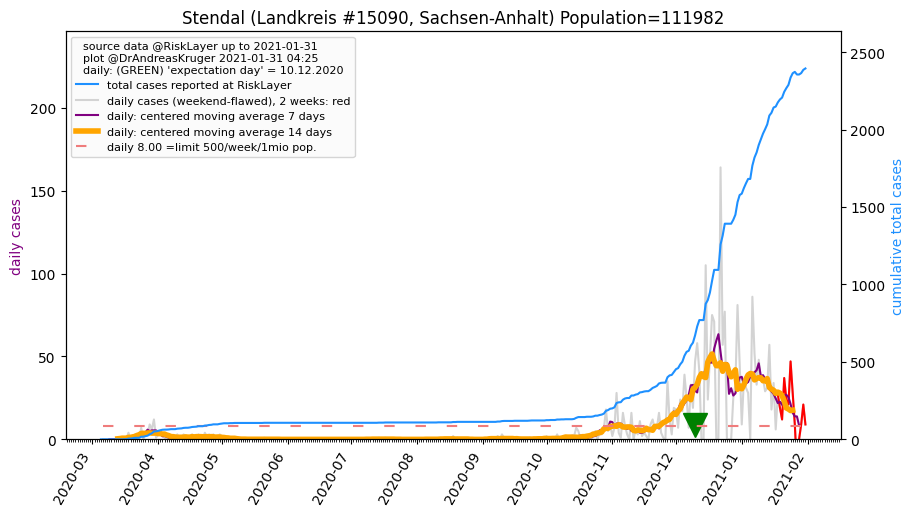 Stendal (Landkreis #15090, Sachsen-Anhalt) Population=111982
source data @RiskLayer up to 2021-01-31
plot @DrAndreasKruger 2021-01-31 04:25
daily: (GREEN) 'expectation day' = 10.12.2020
total cases reported at RiskLayer
daily cases (weekend-flawed), 2 weeks: red
daily: centered moving average 7 days
daily: centered moving average 14 days
daily 8.00 =limit 500/week/1mio pop.
daily cases
200
150
100
50
0
cumulative total cases
2500
2000
1500
1000
500
0
2020-03
2020-04
2020-05
2020-06
2020-07
2020-08
2020-09
2020-10
2020-11
2020-12
2021-01
2021-02